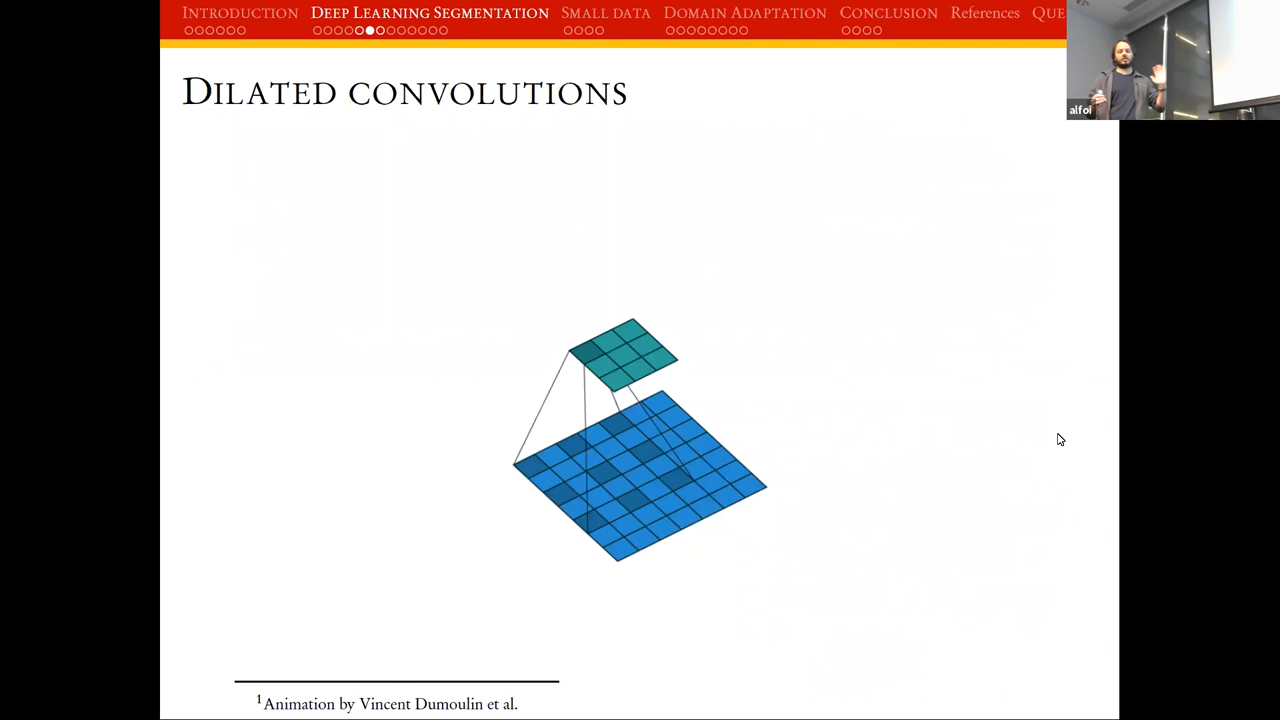 INTRODUCTION DEEP LEARNING SEGMENTATION SMALL DATA DOMAIN ADAPTATION CONCLUSION References QUE
alfoi
DILATED CONVOLUTIONS
1Animation by Vincent Dumoulin et al.